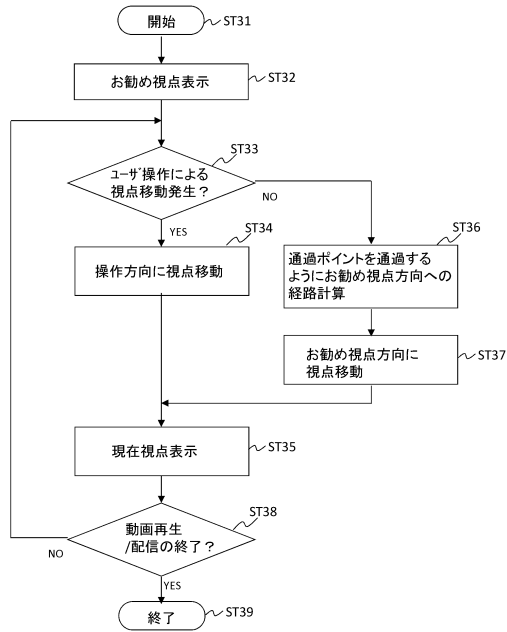 開始
ST31
お勧め視点表示
ST32
ST33
ユーザ操作による
視点移動発生?
NO
YES
ST34
操作方向に視点移動
ST36
通過ポイントを通過する
ようにお勧め視点方向への
経路計算
お勧め視点方向に
視点移動
ST37
現在視点表示
ST35
ST38
動画再生
/配信の終了?
NO
YES
終了
ST39